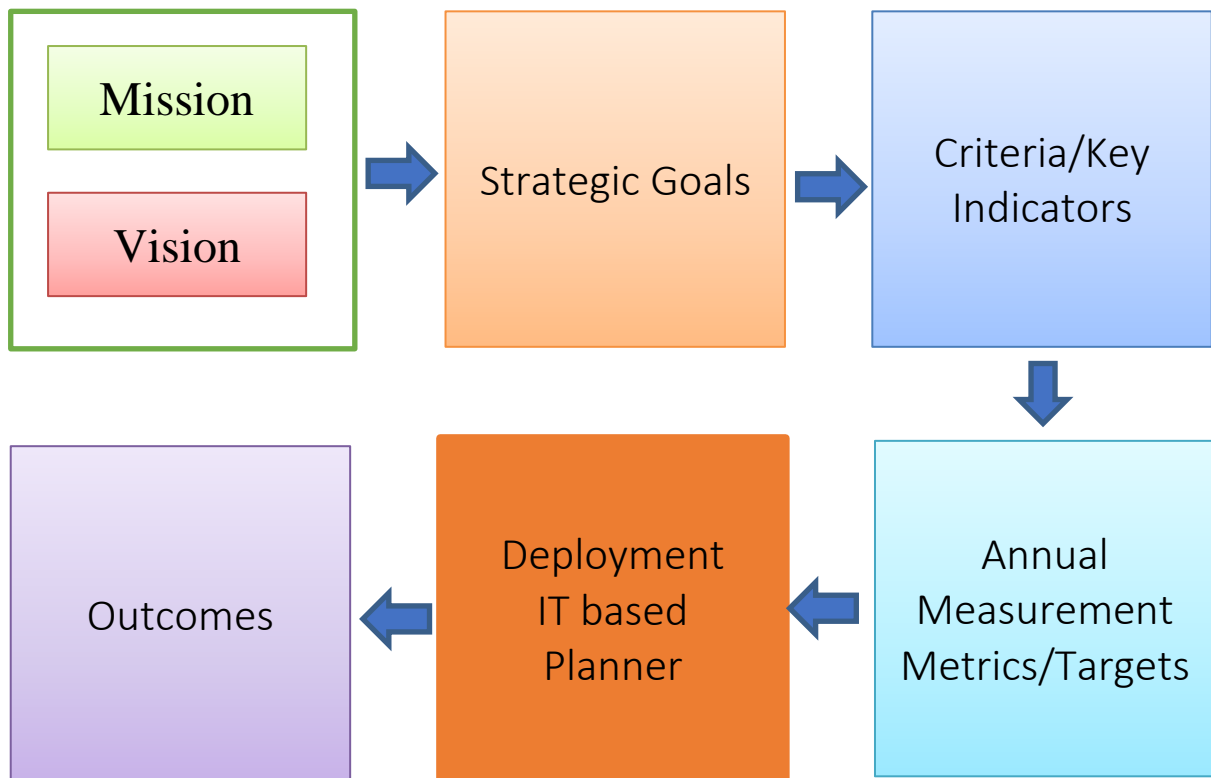 Mission
Vision
Strategic Goals
Criteria/Key
Indicators
Outcomes
Deployment
IT based
Planner
Annual
Measurement
Metrics/Targets